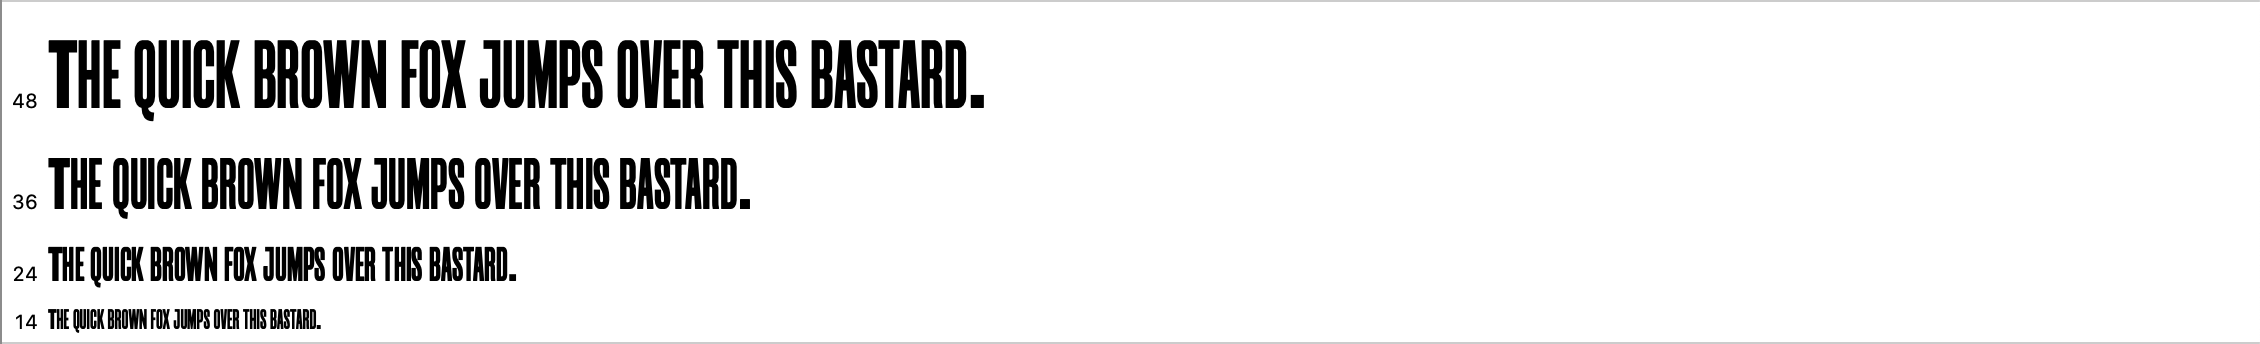 48 THE QUICK BROWN FOX JUMPS OVER THIS BASTARD.
36 THE QUICK BROWN FOX JUMPS OVER THIS BASTARD.
24 THE QUICK BROWN FOX JUMPS OVER THIS BASTARD.
14 THE QUICK BROWN FOX JUMPS OVER THIS BASTARD.